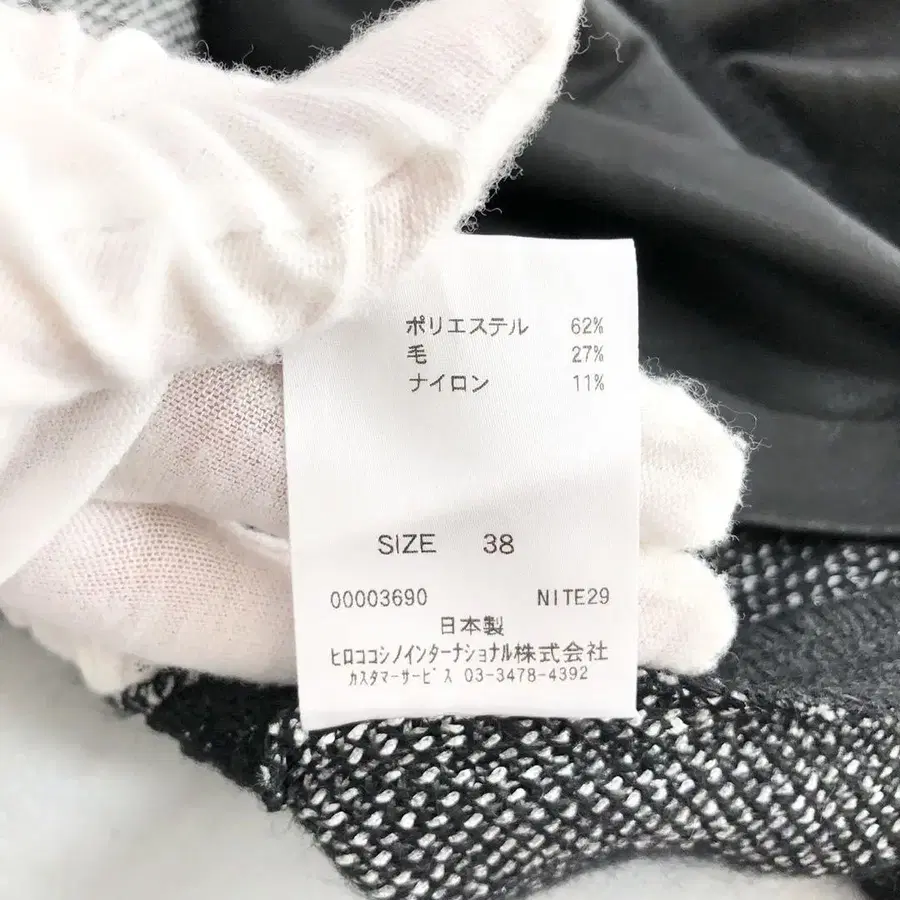 ポリエステル 62%
毛 27%
ナイロン 11%
SIZE 38
00003690 NITE29
日本製
ヒロココシノインターナショナル株式会社
カスタマーサービス 03-3478-4392